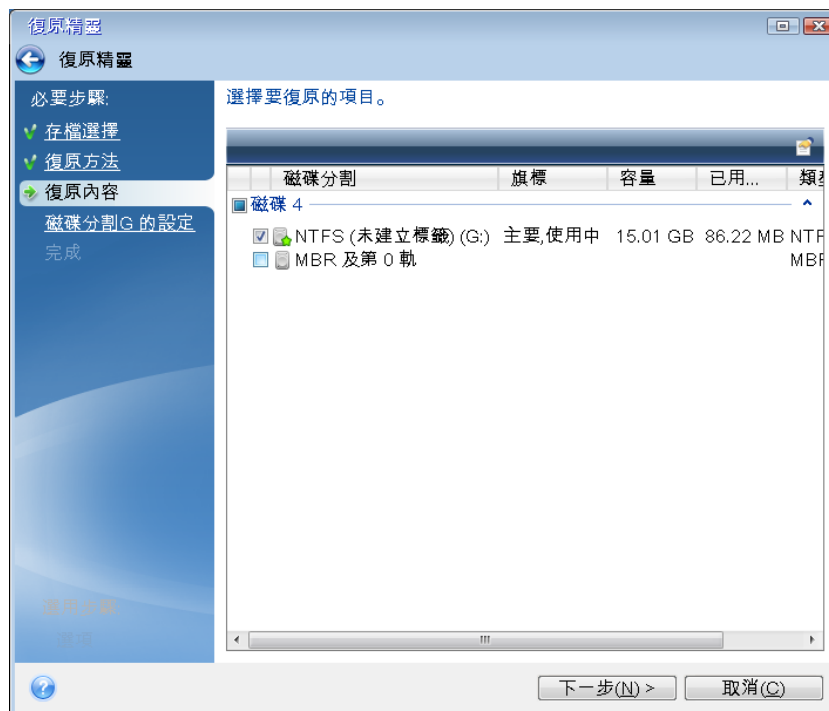 復原精靈
復原精靈
必要步驟:
存檔選擇
復原方法
復原內容
磁碟分割G 的設定
完成
選項
選擇要復原的項目。
磁碟分割 旗標 容量 已用... 類型
磁碟 4
NTFS (未建立標籤) (G:) 主要,使用中 15.01 GB 86.22 MB NTF
MBR 及第 0 軌 MBR
下一步(N) >
取消(C)